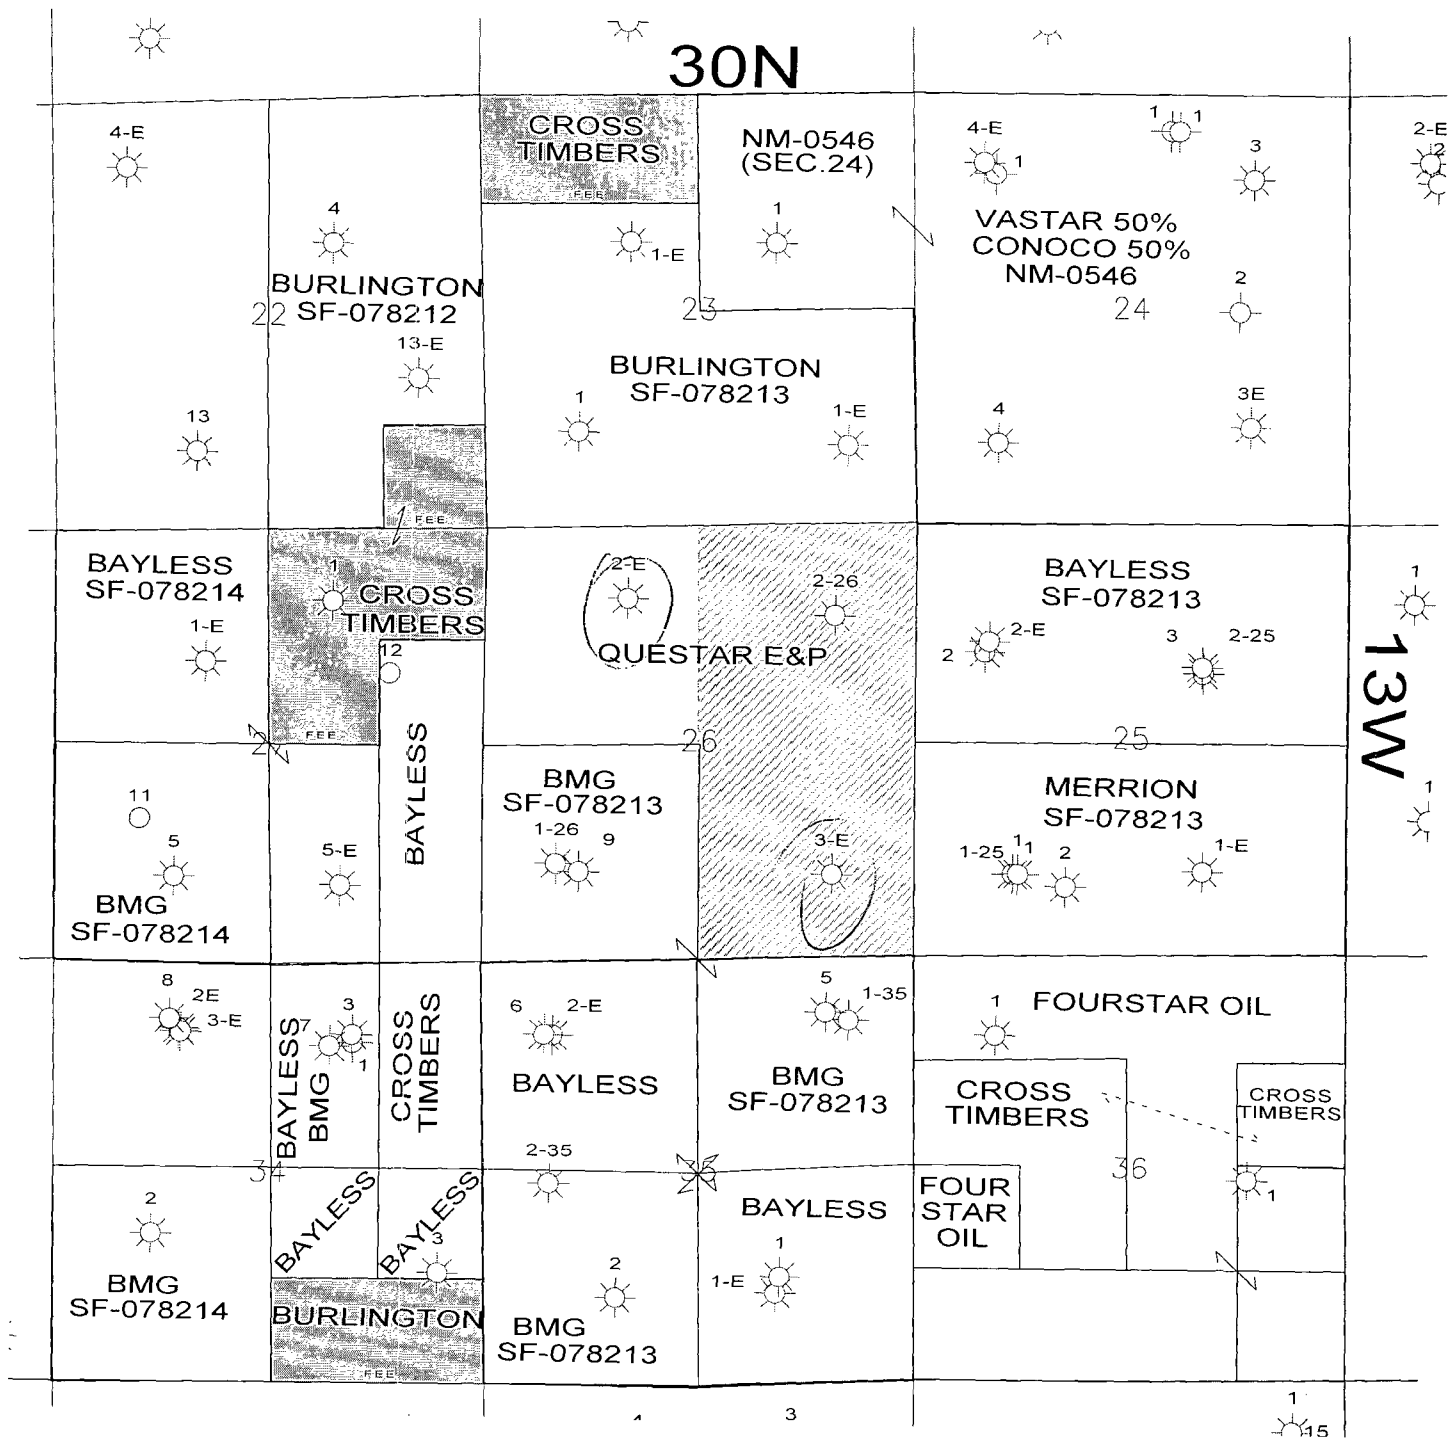 30N
13W
4-E
4
BURLINGTON
SF-078212
22
13-E
13
FEE
CROSS
TIMBERS
FEE
1-E
NM-0546
(SEC.24)
1
23
BURLINGTON
SF-078213
1
1-E
4-E
1
1
1
3
VASTAR 50%
CONOCO 50%
NM-0546
24
2
4
3E
2-E
2
BAYLESS
SF-078214
1-E
1
CROSS
TIMBERS
12
FEE
BAYLESS
11
5
5-E
BMG
SF-078214
2-E
2-26
QUESTAR E&P
26
BMG
SF-078213
1-26
9
3-E
BAYLESS
SF-078213
2-E
2
3
2-25
1
25
MERRION
SF-078213
1-25
1
1
2
1-E
1
8
2E
3-E
BAYLESS
BMG
7
3
1
CROSS
TIMBERS
34
2
BMG
SF-078214
BAYLESS
BAYLESS
3
BURLINGTON
FEE
6
2-E
BAYLESS
5
1-35
BMG
SF-078213
2-35
35
BAYLESS
1
1-E
2
BMG
SF-078213
1
FOURSTAR OIL
CROSS
TIMBERS
CROSS
TIMBERS
36
FOUR
STAR
OIL
1
3
1
15